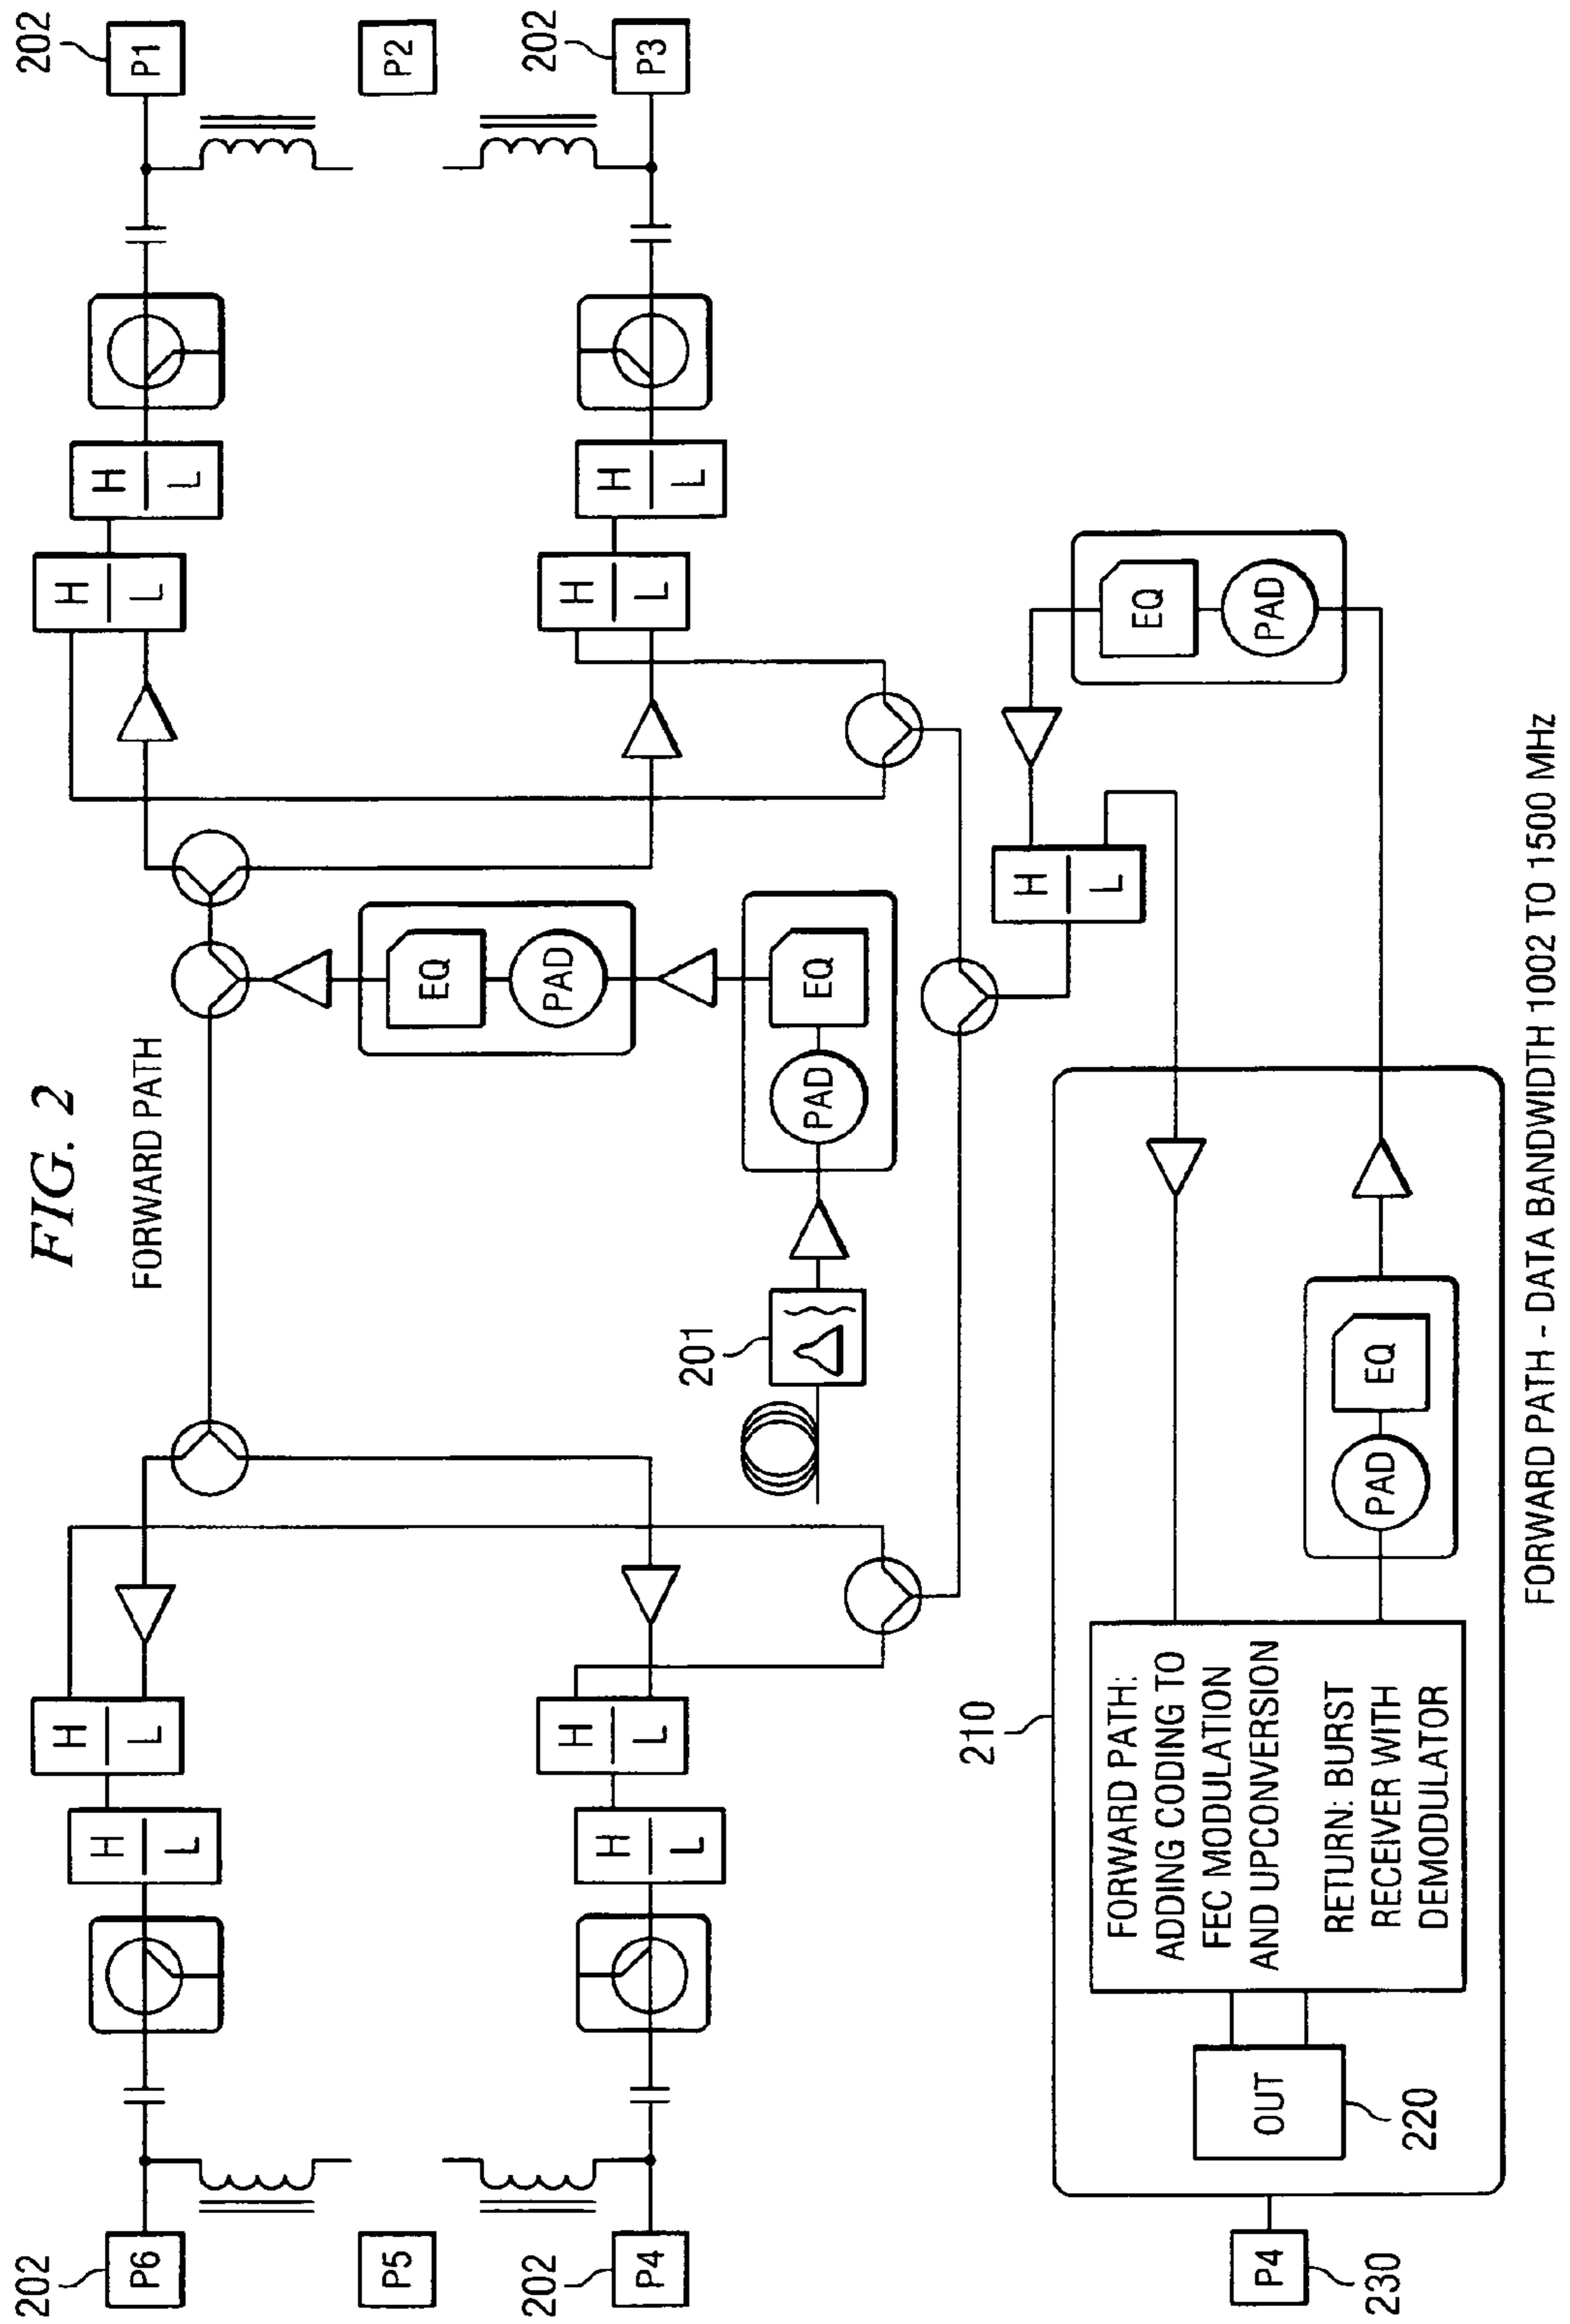 FIG. 2
FORWARD PATH
202
P6
H
L
H
L
H
L
H
L
P1
202
P5
EQ
PAD
P2
202
P4
H
L
H
L
H
L
H
L
P3
202
201
PAD
EQ
H
L
EQ
PAD
210
FORWARD PATH:
ADDING CODING TO
FEC MODULATION
AND UPCONVERSION
RETURN: BURST
RECEIVER WITH
DEMODULATOR
PAD
EQ
OUT
220
P4
230
FORWARD PATH - DATA BANDWIDTH 1002 TO 1500 MHz